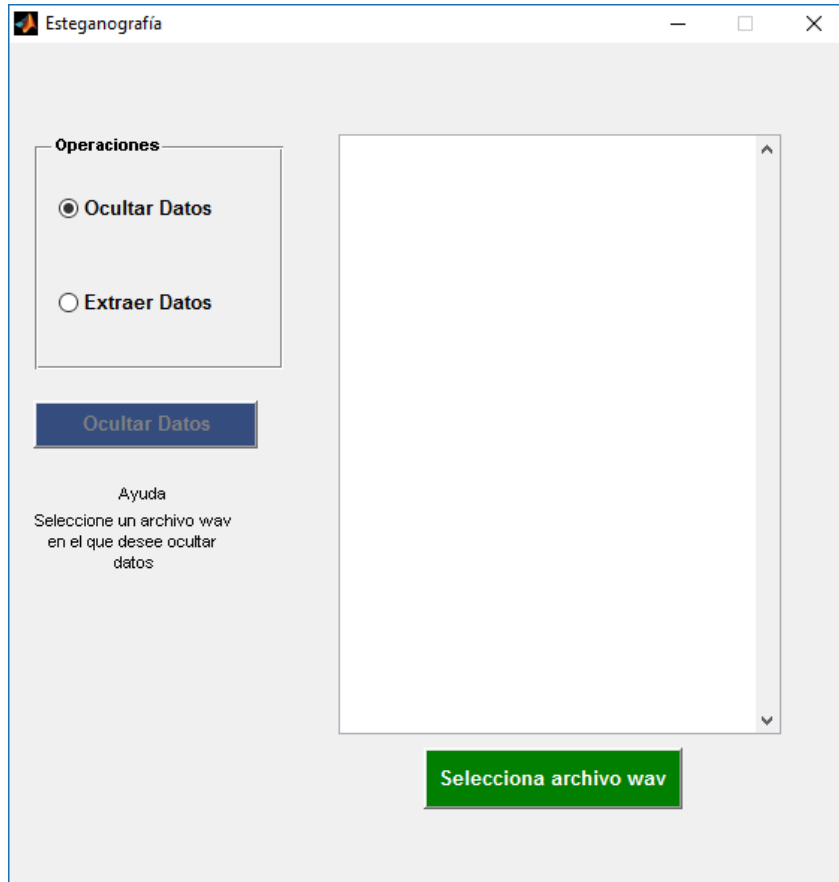 Esteganografía
Operaciones
Ocultar Datos
Extraer Datos
Ocultar Datos
Ayuda
Seleccione un archivo wav
en el que desee ocultar
datos
Selecciona archivo wav